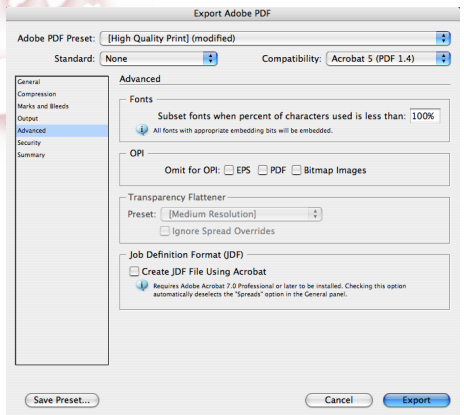 Export Adobe PDF
Adobe PDF Preset: [High Quality Print] (modified)
Standard: None Compatibility: Acrobat 5 (PDF 1.4)
General
Compression
Marks and Bleeds
Output
Advanced
Security
Summary
Advanced
Fonts
Subset fonts when percent of characters used is less than: 100%
All fonts with appropriate embedding bits will be embedded.
OPI
Omit for OPI: EPS PDF Bitmap Images
Transparency Flattener
Preset: [Medium Resolution]
Ignore Spread Overrides
Job Definition Format (JDF)
Create JDF File Using Acrobat
Requires Adobe Acrobat 7.0 Professional or later to be installed. Checking this option
automatically deselects the "Spreads" option in the General panel.
Save Preset... Cancel Export